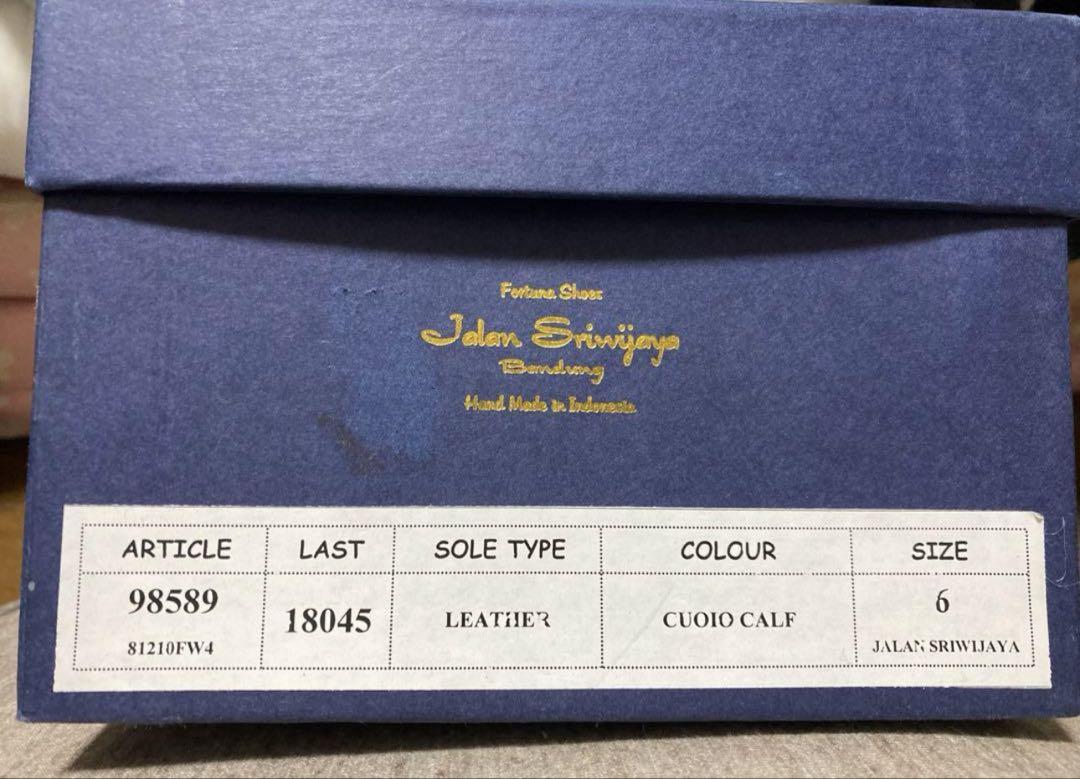 Fortuna Shoes
Jalan Sriwijaya
Bandung
Hand Made in Indonesia
ARTICLE LAST SOLE TYPE COLOUR SIZE
98589 18045 LEATHER CUOIO CALF 6
81210FW4 JALAN SRIWIJAYA